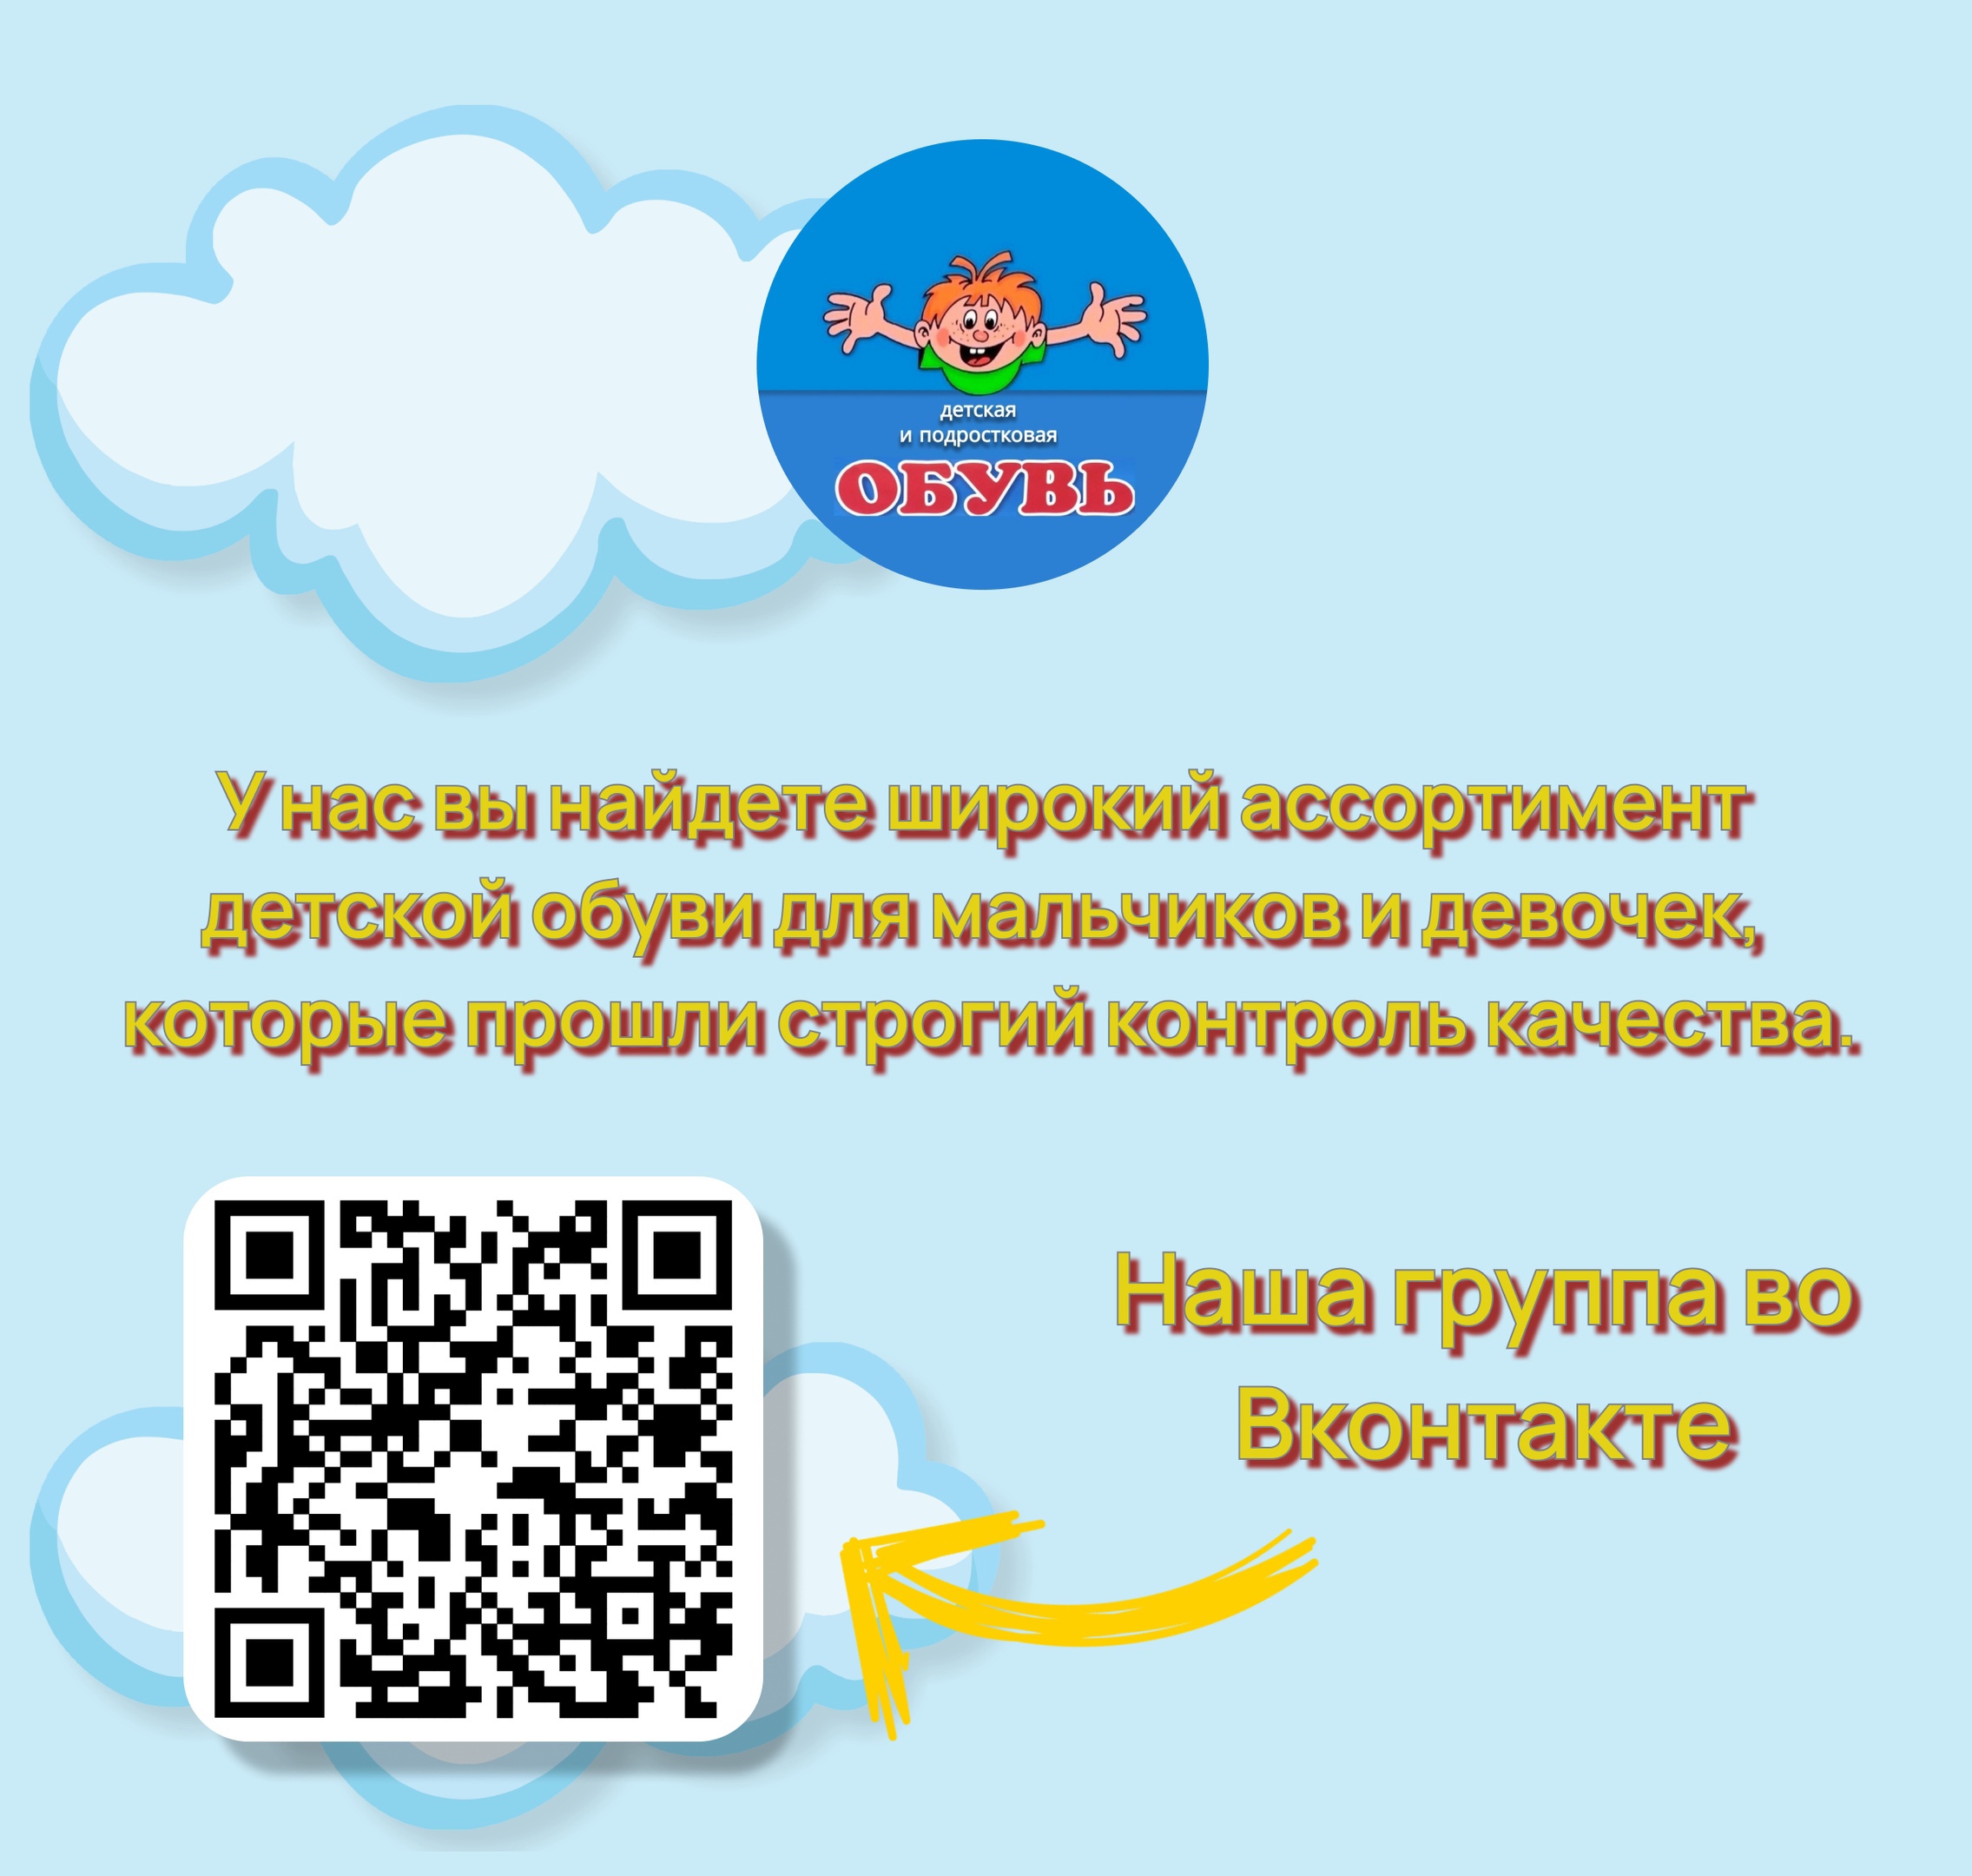 детская
и подростковая
ОБУВЬ
У нас вы найдете широкий ассортимент
детской обуви для мальчиков и девочек,
которые прошли строгий контроль качества.
Наша группа во
Вконтакте